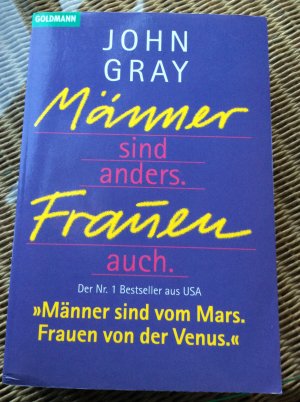 GOLDMANN
JOHN
GRAY
Männer
sind
anders.
Frauen
auch.
Der Nr. 1 Bestseller aus USA
»Männer sind vom Mars.
Frauen von der Venus.«